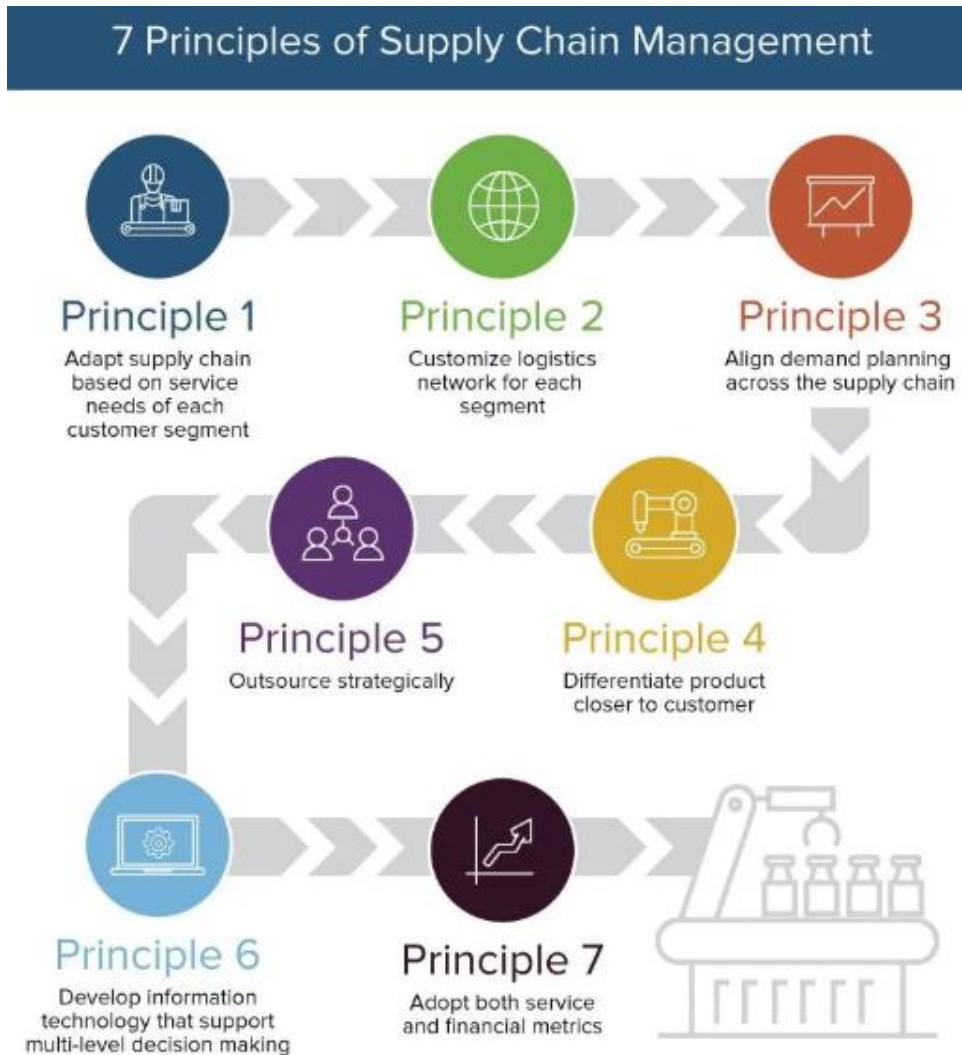 7 Principles of Supply Chain Management
Principle 1
Adapt supply chain
based on service
needs of each
customer segment
Principle 2
Customize logistics
network for each
segment
Principle 3
Align demand planning
across the supply chain
Principle 4
Differentiate product
closer to customer
Principle 5
Outsource strategically
Principle 6
Develop information
technology that support
multi-level decision making
Principle 7
Adopt both service
and financial metrics